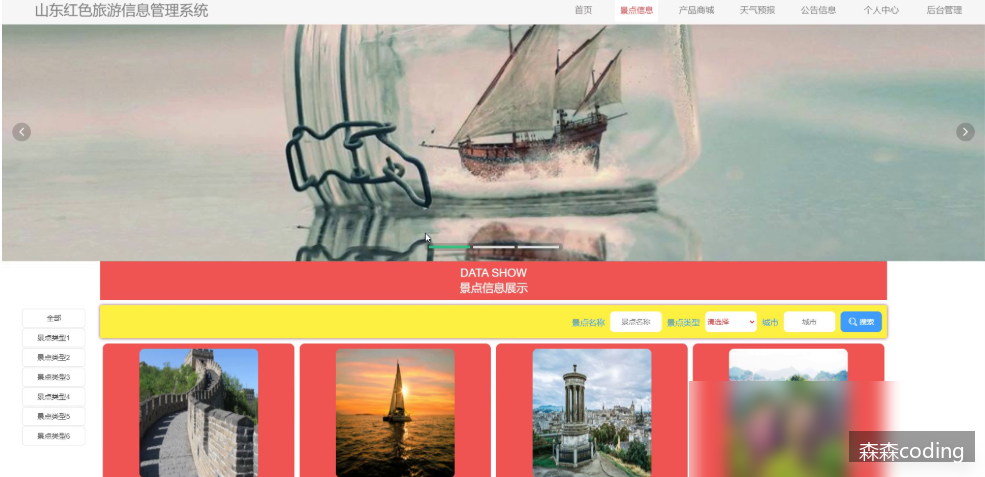 山东红色旅游信息管理系统
首页 景点信息 产品商城 天气预报 公告信息 个人中心 后台管理
DATA SHOW
景点信息展示
景点名称 景点名称 景点类型 请选择 城市 城市 搜索
全部
景点类型1
景点类型2
景点类型3
景点类型4
景点类型5
景点类型6
森森coding